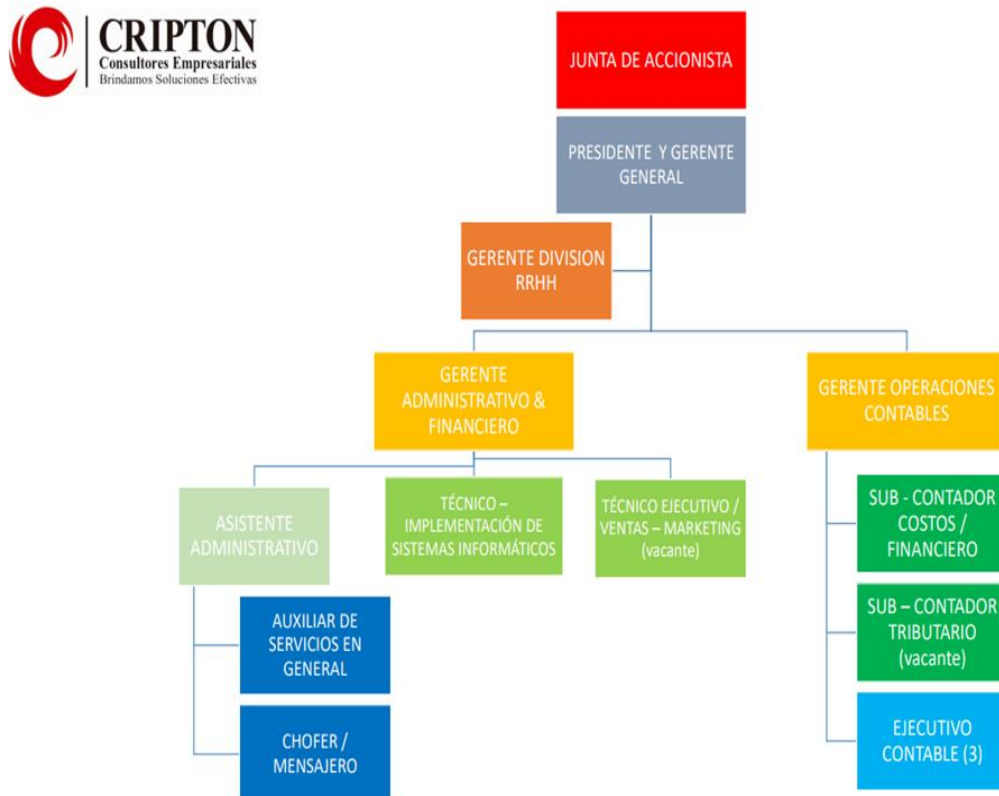 CRIPTON
Consultores Empresariales
Brindamos Soluciones Efectivas
JUNTA DE ACCIONISTA
PRESIDENTE Y GERENTE
GENERAL
GERENTE DIVISION
RRHH
GERENTE
ADMINISTRATIVO &
FINANCIERO
GERENTE OPERACIONES
CONTABLES
ASISTENTE
ADMINISTRATIVO
TÉCNICO –
IMPLEMENTACIÓN DE
SISTEMAS INFORMÁTICOS
TÉCNICO EJECUTIVO /
VENTAS – MARKETING
(vacante)
SUB - CONTADOR
COSTOS /
FINANCIERO
AUXILIAR DE
SERVICIOS EN
GENERAL
SUB – CONTADOR
TRIBUTARIO
(vacante)
CHOFER /
MENSAJERO
EJECUTIVO
CONTABLE (3)